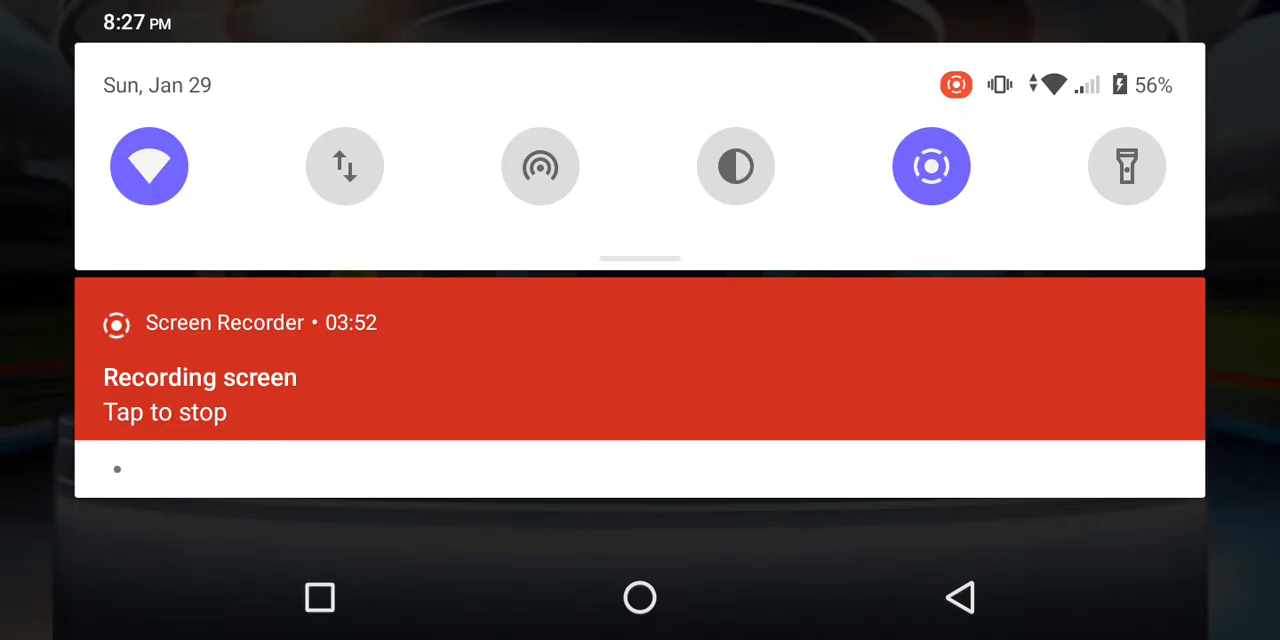 8:27 PM
Sun, Jan 29
56%
Screen Recorder • 03:52
Recording screen
Tap to stop